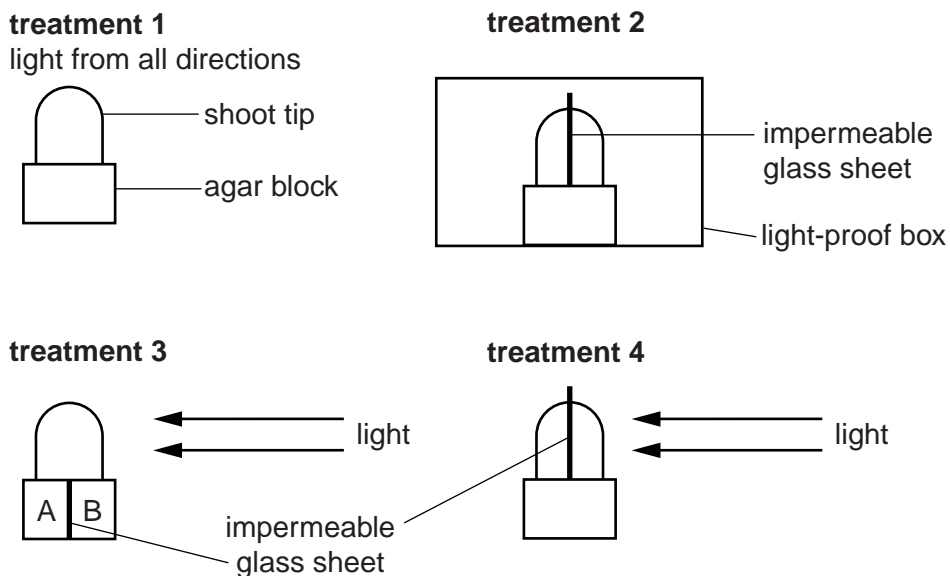 treatment 1
light from all directions
shoot tip
agar block
treatment 2
impermeable
glass sheet
light-proof box
treatment 3
light
A B
impermeable
glass sheet
treatment 4
light